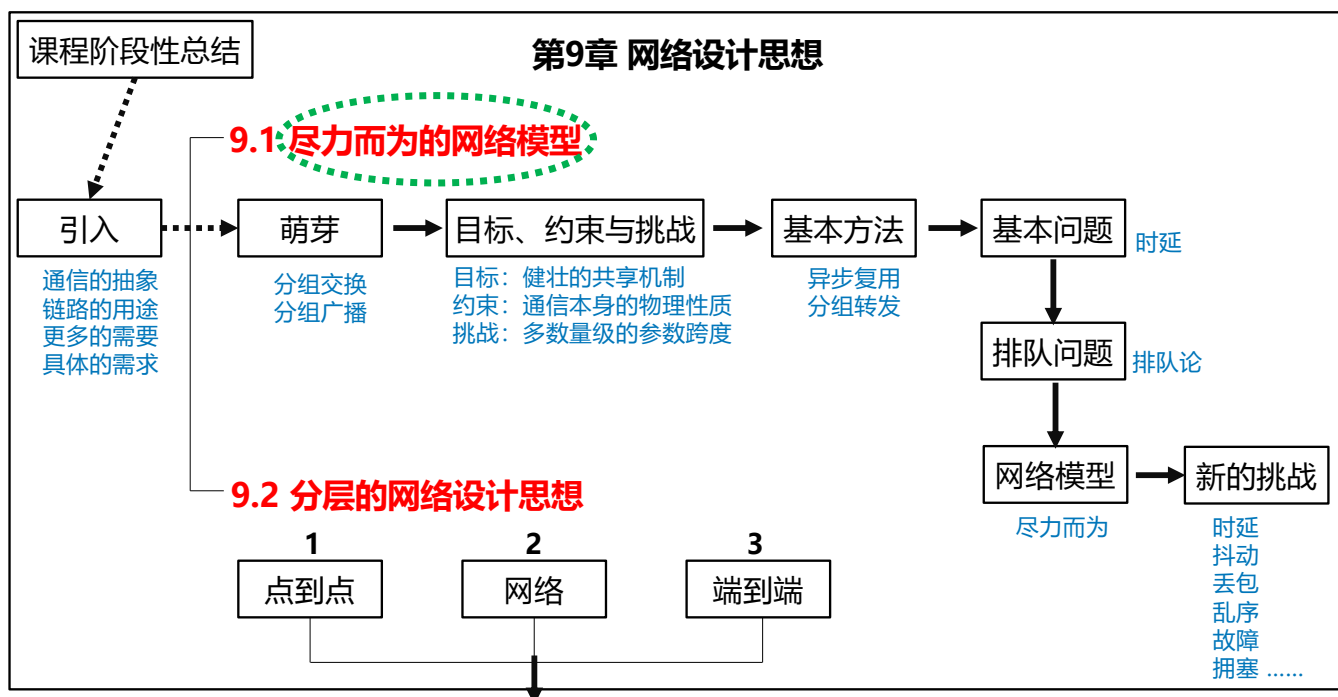 课程阶段性总结
第9章 网络设计思想
9.1 尽力而为的网络模型
引入
通信的抽象
链路的用途
更多的需要
具体的需求
萌芽
分组交换
分组广播
目标、约束与挑战
目标：健壮的共享机制
约束：通信本身的物理性质
挑战：多数量级的参数跨度
基本方法
异步复用
分组转发
基本问题
时延
排队问题
排队论
网络模型
尽力而为
新的挑战
时延
抖动
丢包
乱序
故障
拥塞 ……
9.2 分层的网络设计思想
1
点到点
2
网络
3
端到端